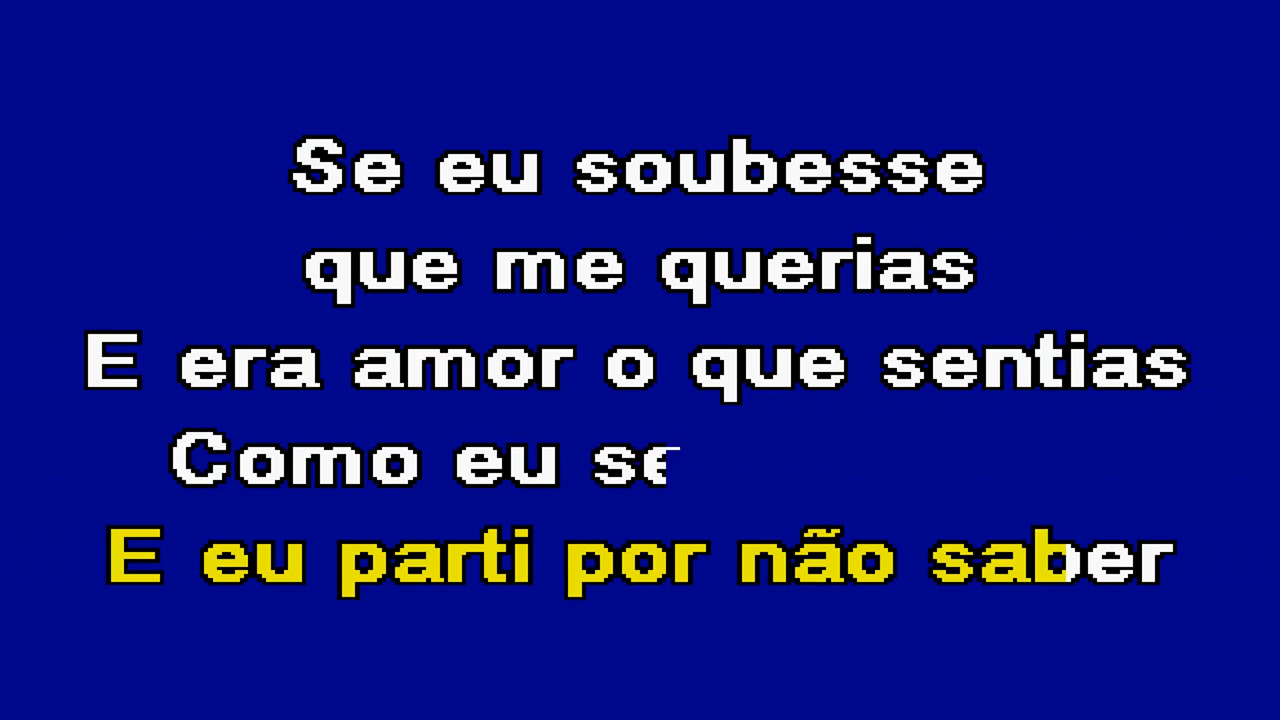 Se eu soubesse
que me querias
E era amor o que sentias
Como eu se
E eu parti por não saber